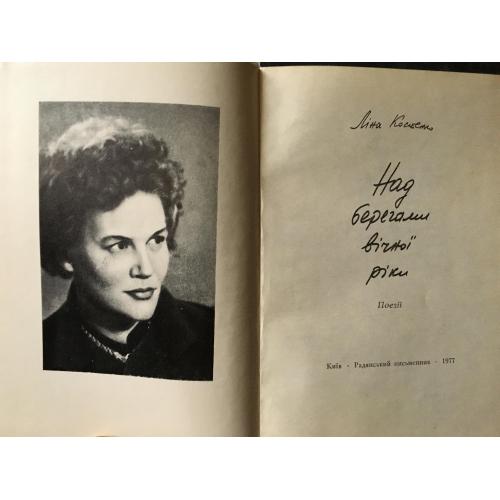 Ліна Костенко
Над
берегами
вічної
ріки
Поезії
Київ · Радянський письменник · 1977